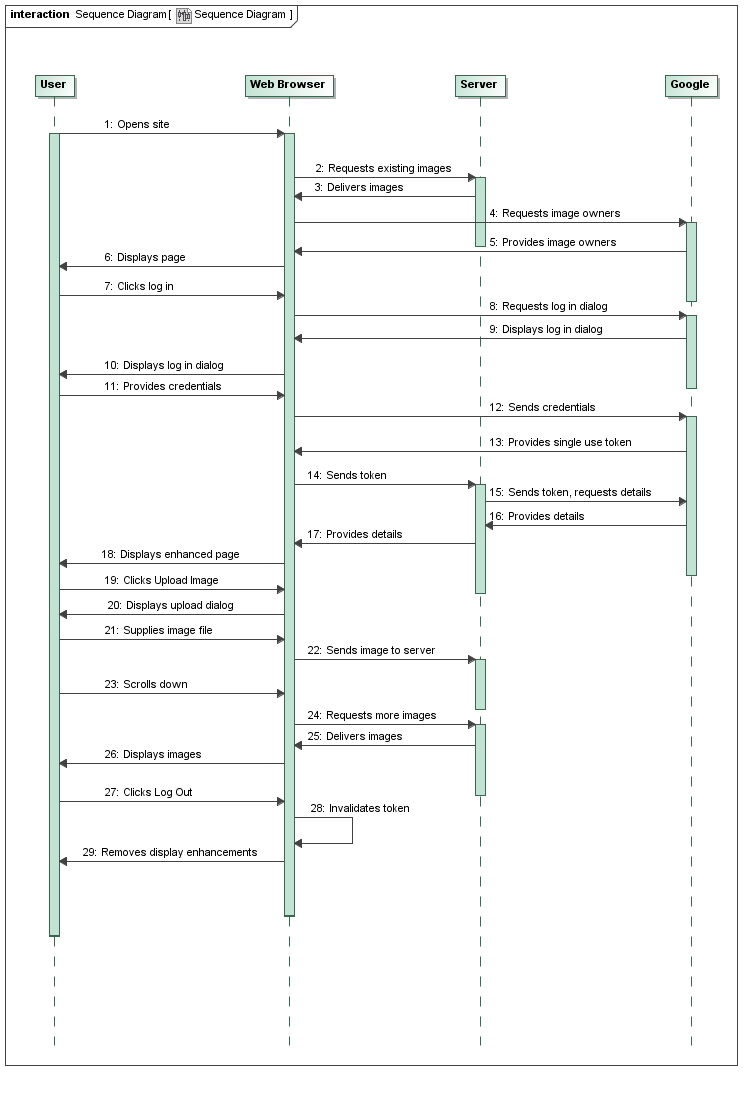 interaction Sequence Diagram[ Sequence Diagram ]
User Web Browser Server Google
1: Opens site
2: Requests existing images
3: Delivers images
4: Requests image owners
5: Provides image owners
6: Displays page
7: Clicks log in
8: Requests log in dialog
9: Displays log in dialog
10: Displays log in dialog
11: Provides credentials
12: Sends credentials
13: Provides single use token
14: Sends token
15: Sends token, requests details
16: Provides details
17: Provides details
18: Displays enhanced page
19: Clicks Upload Image
20: Displays upload dialog
21: Supplies image file
22: Sends image to server
23: Scrolls down
24: Requests more images
25: Delivers images
26: Displays images
27: Clicks Log Out
28: Invalidates token
29: Removes display enhancements